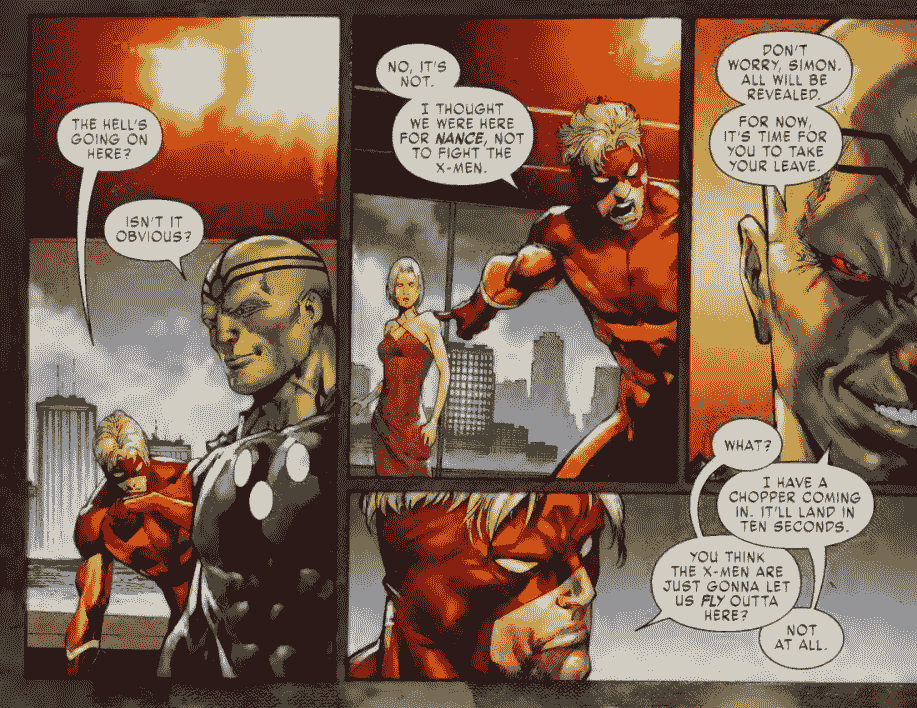 THE HELL'S
GOING ON
HERE?
ISN'T IT
OBVIOUS?
NO, IT'S
NOT.
I THOUGHT
WE WERE HERE
FOR NANCE, NOT
TO FIGHT THE
X-MEN.
DON'T
WORRY, SIMON.
ALL WILL BE
REVEALED.
FOR NOW,
IT'S TIME FOR
YOU TO TAKE
YOUR LEAVE.
WHAT?
I HAVE A
CHOPPER COMING
IN. IT'LL LAND IN
TEN SECONDS.
YOU THINK
THE X-MEN ARE
JUST GONNA LET
US FLY OUTTA
HERE?
NOT
AT ALL.